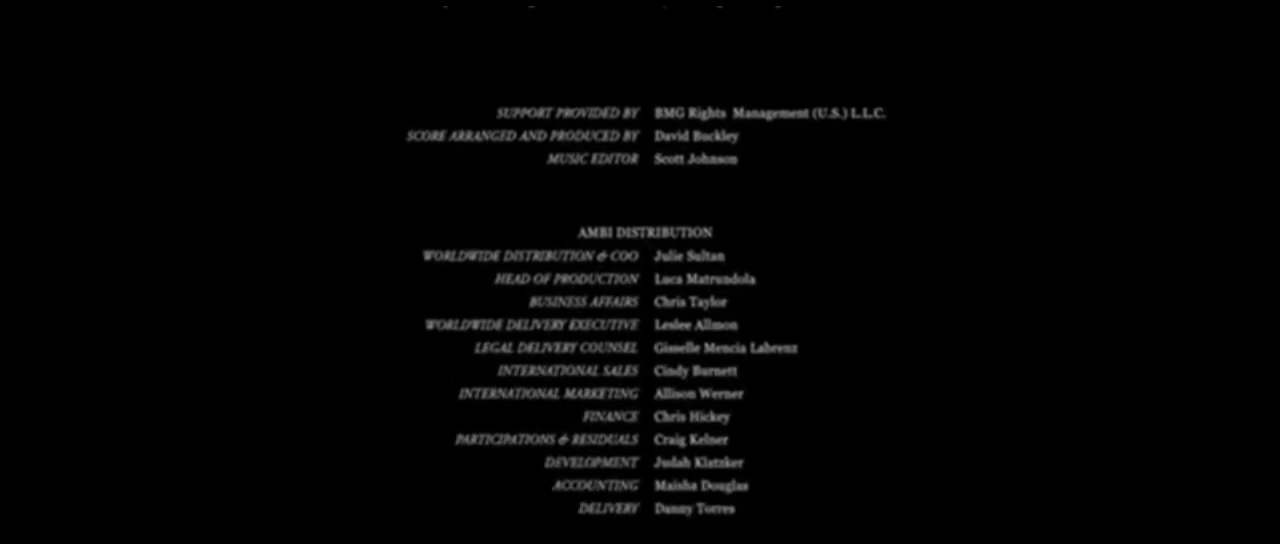 SUPPORT PROVIDED BY BMG Rights Management (U.S.) L.L.C.
SCORE ARRANGED AND PRODUCED BY David Buckley
MUSIC EDITOR Scott Johnson
AMBI DISTRIBUTION
WORLDWIDE DISTRIBUTION & COO Julie Sultan
HEAD OF PRODUCTION Luca Matrundola
BUSINESS AFFAIRS Chris Taylor
WORLDWIDE DELIVERY EXECUTIVE Leslee Allmon
LEGAL DELIVERY COUNSEL Gisselle Mencia Labrenz
INTERNATIONAL SALES Cindy Burnett
INTERNATIONAL MARKETING Allison Werner
FINANCE Chris Hickey
PARTICIPATIONS & RESIDUALS Craig Kelner
DEVELOPMENT Judah Klatzker
ACCOUNTING Maisha Douglas
DELIVERY Danny Torres